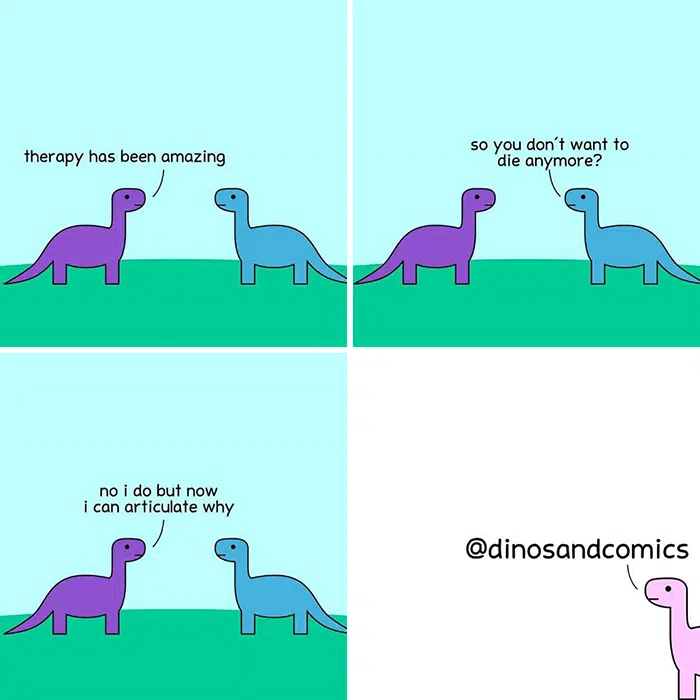 therapy has been amazing
so you don't want to
die anymore?
no i do but now
i can articulate why
@dinosandcomics